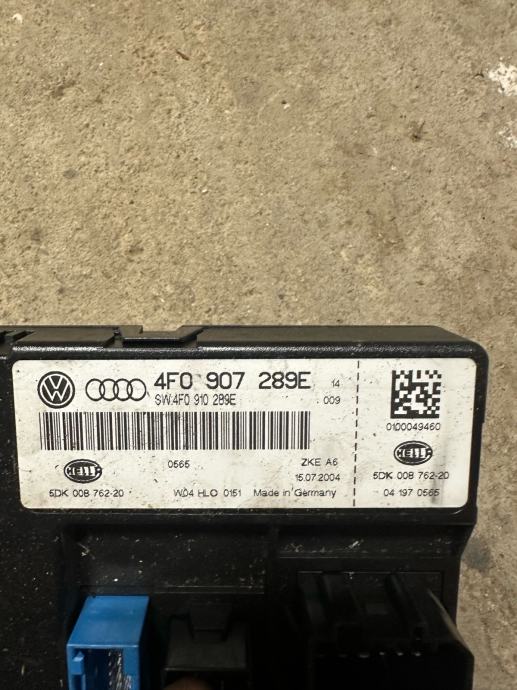 4F0 907 289E 14
SW:4F0 910 289E 009
0565 ZKE A6
15.07.2004
HELLA
5DK 008 762-20 W04 HLO 0151 Made in Germany
0100049460
HELLA
5DK 008 762-20
04 197 0565